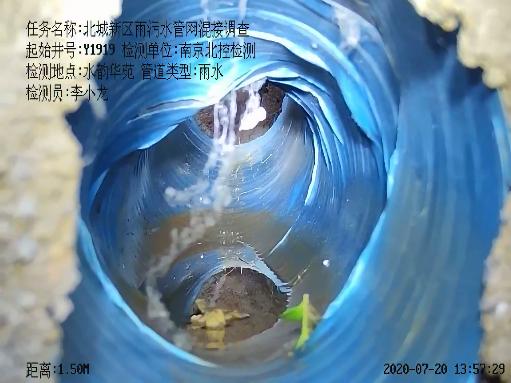 任务名称:北城新区雨污水管网混接调查
起始井号:Y1919 检测单位:南京北控检测
检测地点:水韵华苑 管道类型:雨水
检测员:李小龙
距离:1.50M
2020-07-20 13:57:29